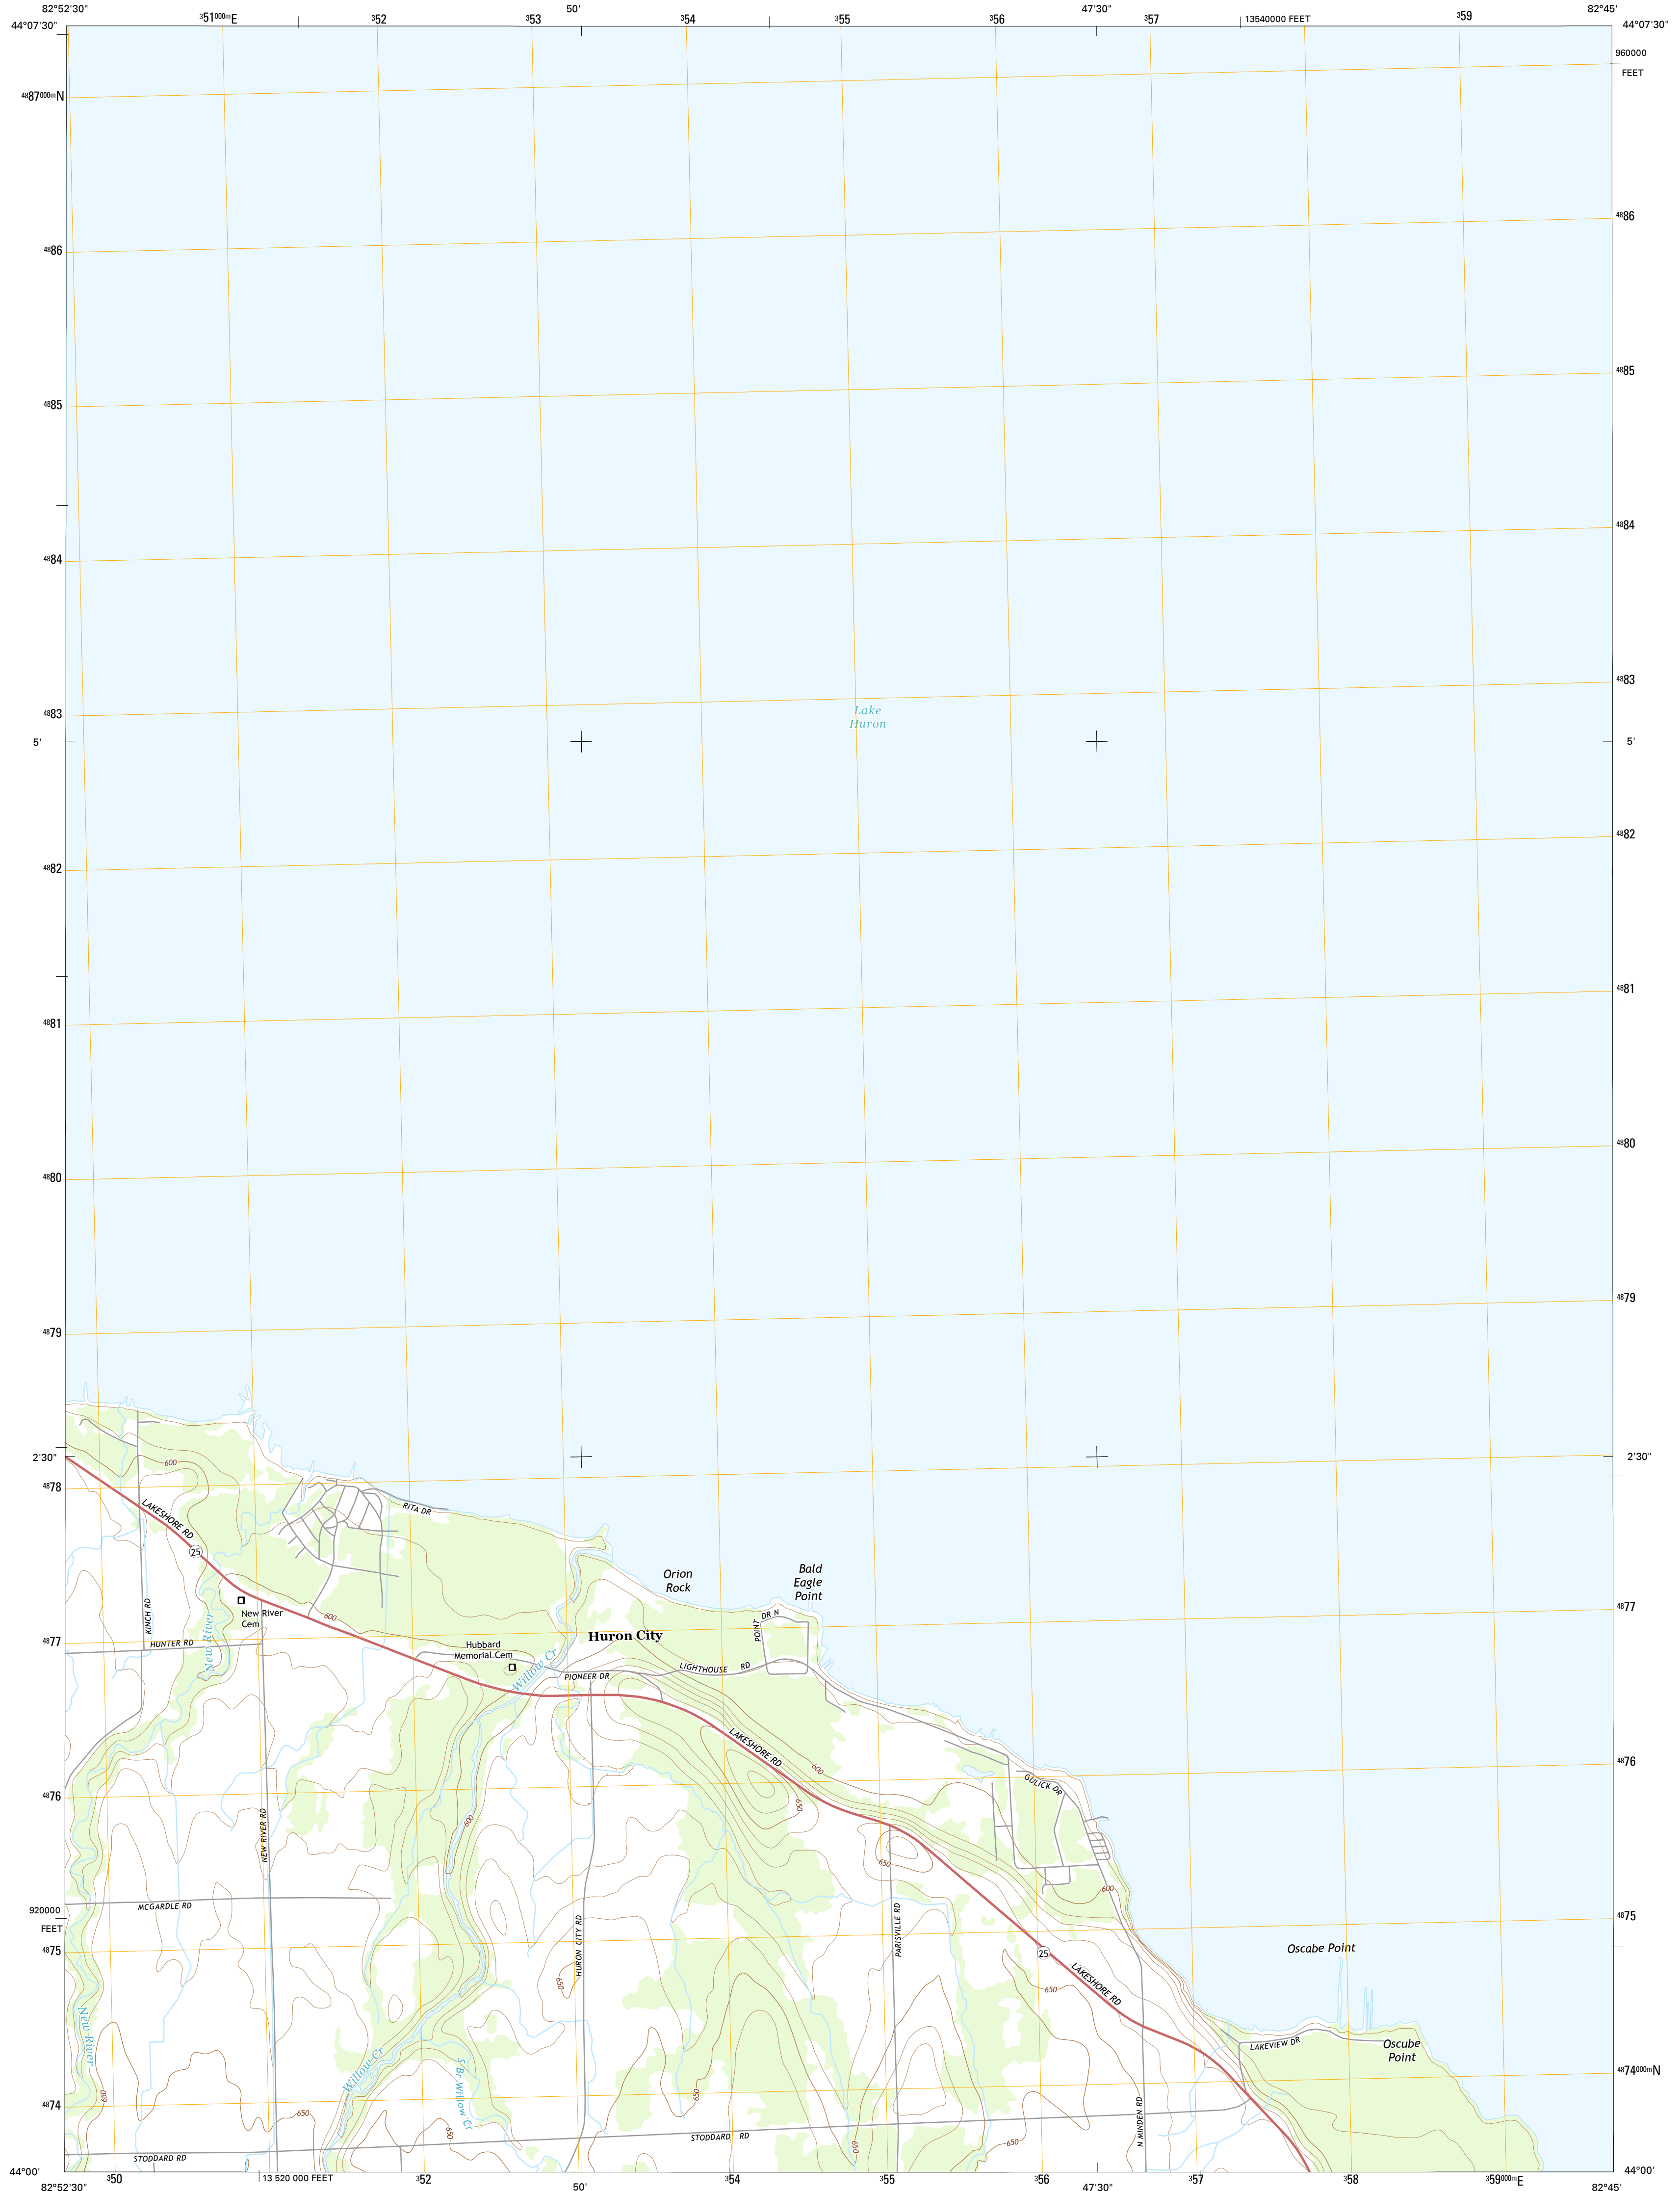 82°52'30"
³51000mE
³52
³53
50'
³54
³55
³56
47'30"
³57
13540000 FEET
³59
82°45'
44°07'30"
44°07'30"
960000
FEET
4887000mN
4886
4886
4885
4885
4884
4884
4883
4883
Lake
Huron
5'
5'
4882
4882
4881
4881
4880
4880
4879
4879
2'30"
2'30"
600
4878
LAKESHORE RD
25
RITA DR
Orion
Rock
Bald
Eagle
Point
KINCH RD
New River
Cem
600
New River
POINT DR N
4877
4877
HUNTER RD
Hubbard
Memorial Cem
Huron City
Willow Cr
PIONEER DR
LIGHTHOUSE RD
LAKESHORE RD
600
4876
4876
GULICK DR
650
600
NEW RIVER RD
650
600
MCGARDLE RD
920000
FEET
HURON CITY RD
PARISVILLE RD
4875
4875
25
Oscabe Point
650
650
LAKESHORE RD
New River
Willow Cr
S Br Willow Cr
LAKEVIEW DR
Oscube
Point
4874000mN
650
650
4874
650
650
650
650
N MINDEN RD
STODDARD RD
STODDARD RD
44°00'
44°00'
82°52'30"
³50
13 520 000 FEET
³52
50'
³54
³55
³56
47'30"
³57
³58
³59000mE
82°45'